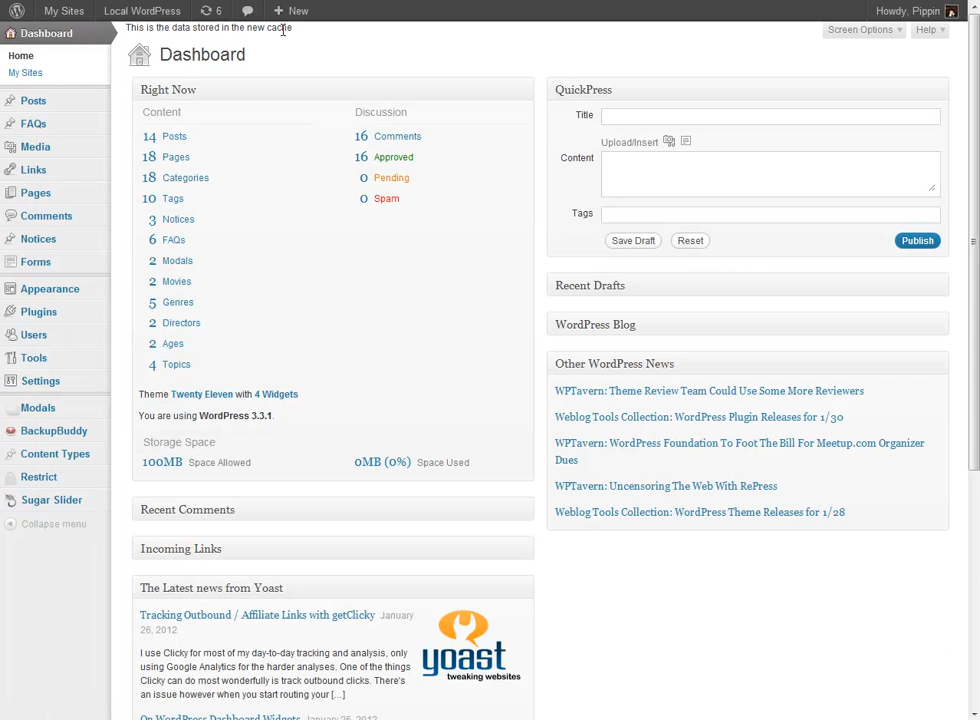 My Sites Local WordPress 6 New Howdy, Pippin
This is the data stored in the new cache
Screen Options Help
Dashboard
Home
My Sites
Posts
FAQs
Media
Links
Pages
Comments
Notices
Forms
Appearance
Plugins
Users
Tools
Settings
Modals
BackupBuddy
Content Types
Restrict
Sugar Slider
Collapse menu
Dashboard
Right Now
Content Discussion
14 Posts 16 Comments
18 Pages 16 Approved
18 Categories 0 Pending
10 Tags 0 Spam
3 Notices
6 FAQs
2 Modals
2 Movies
5 Genres
2 Directors
2 Ages
4 Topics
Theme Twenty Eleven with 4 Widgets
You are using WordPress 3.3.1.
Storage Space
100MB Space Allowed 0MB (0%) Space Used
Recent Comments
Incoming Links
The Latest news from Yoast
Tracking Outbound / Affiliate Links with getClicky January
26, 2012
I use Clicky for most of my day-to-day tracking and analysis, only
using Google Analytics for the harder analyses. One of the things
Clicky can do most wonderfully is track outbound clicks. There's
an issue however when you start routing your [...]
yoast
tweaking websites
On WordPress Dashboard Widgets January 25, 2012
QuickPress
Title
Upload/Insert
Content
Tags
Save Draft Reset Publish
Recent Drafts
WordPress Blog
Other WordPress News
WPTavern: Theme Review Team Could Use Some More Reviewers
Weblog Tools Collection: WordPress Plugin Releases for 1/30
WPTavern: WordPress Foundation To Foot The Bill For Meetup.com Organizer
Dues
WPTavern: Uncensoring The Web With RePress
Weblog Tools Collection: WordPress Theme Releases for 1/28